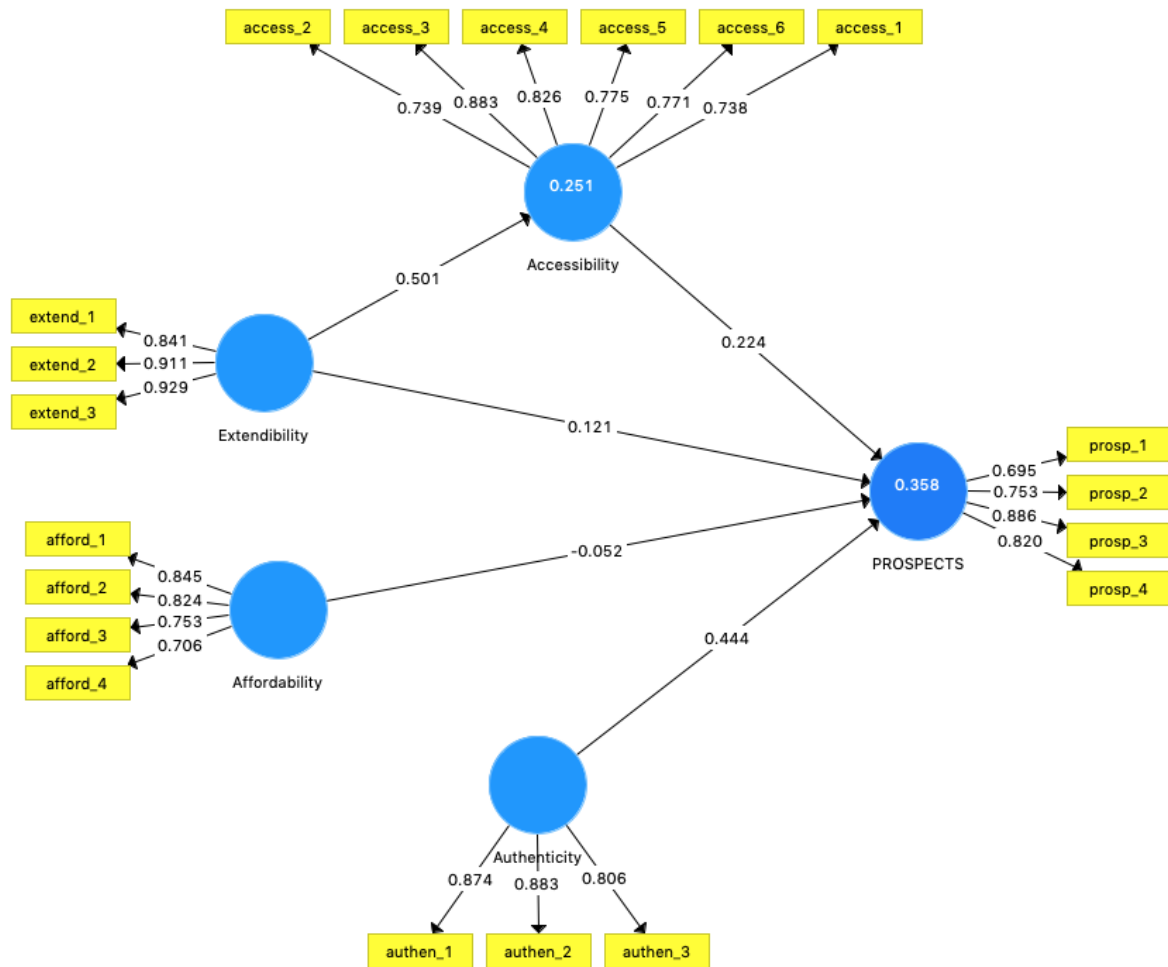 access_2
access_3
access_4
access_5
access_6
access_1
0.739
0.883
0.826
0.775
0.771
0.738
0.251
Accessibility
0.501
0.224
extend_1
extend_2
extend_3
0.841
0.911
0.929
Extendibility
0.121
prosp_1
prosp_2
prosp_3
prosp_4
0.695
0.753
0.886
0.820
0.358
PROSPECTS
afford_1
afford_2
afford_3
afford_4
0.845
0.824
0.753
0.706
Affordability
-0.052
0.444
Authenticity
0.874
0.883
0.806
authen_1
authen_2
authen_3